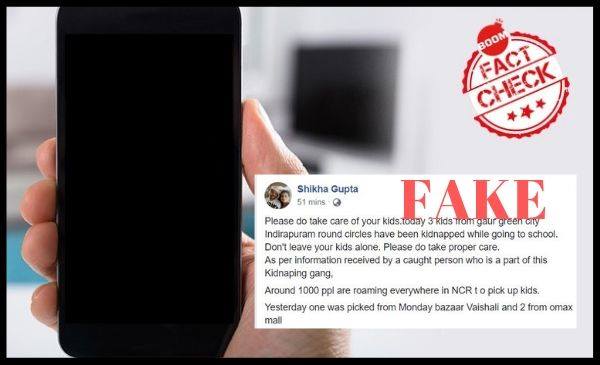 BOOM
FACT
CHECK
Shikha Gupta
51 mins
FAKE
Please do take care of your kids.today 3 kids from gaur green city
Indirapuram round circles have been kidnapped while going to school.
Don't leave your kids alone. Please do take proper care.
As per information received by a caught person who is a part of this
Kidnaping gang,
Around 1000 ppl are roaming everywhere in NCR t o pick up kids.
Yesterday one was picked from Monday bazaar Vaishali and 2 from omax
mall